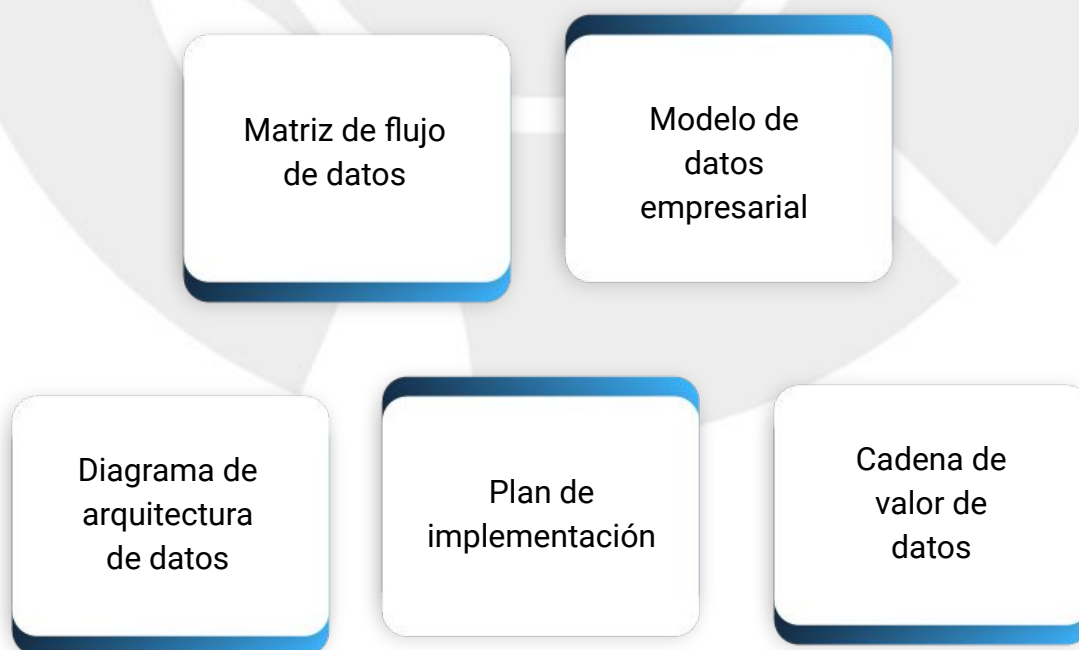 Matriz de flujo
de datos
Modelo de
datos
empresarial
Diagrama de
arquitectura
de datos
Plan de
implementación
Cadena de
valor de
datos